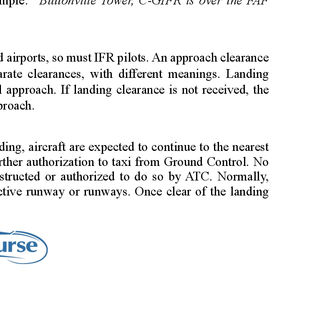 mple: "Buttonville Tower, C-GIFR is over the FAF
d airports, so must IFR pilots. An approach clearance
arate clearances, with different meanings. Landing
l approach. If landing clearance is not received, the
proach.
ding, aircraft are expected to continue to the nearest
rther authorization to taxi from Ground Control. No
structed or authorized to do so by ATC. Normally,
ctive runway or runways. Once clear of the landing
urse